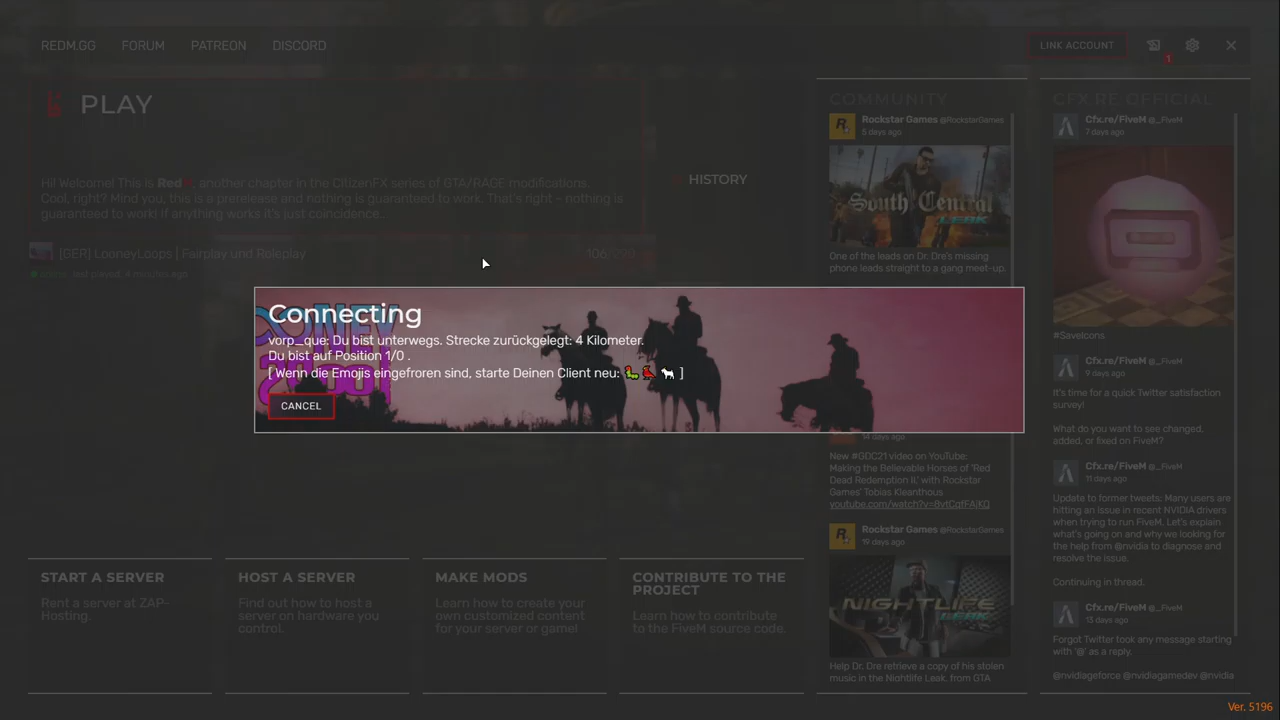 REDM.GG FORUM PATREON DISCORD
LINK ACCOUNT
1
PLAY
Hi! Welcome! This is RedM, another chapter in the CitizenFX series of GTA/RAGE modifications.
Cool, right? Mind you, this is a prerelease and nothing is guaranteed to work. That's right - nothing is
guaranteed to work! If anything works it's just coincidence.
HISTORY
[GER] LooneyLoops | Fairplay und Roleplay
online last played, 4 minutes ago
Connecting
vorp_que: Du bist unterwegs. Strecke zurückgelegt: 4 Kilometer.
Du bist auf Position 1/0 .
[ Wenn die Emojis eingefroren sind, starte Deinen Client neu: 🐛🐦🐕 ]
CANCEL
START A SERVER
Rent a server at ZAP-
Hosting.
HOST A SERVER
Find out how to host a
server on hardware you
control.
MAKE MODS
Learn how to create your
own customized content
for your server or game!
CONTRIBUTE TO THE
PROJECT
Learn how to contribute
to the FiveM source code.
COMMUNITY
Rockstar Games @RockstarGames
5 days ago
South Central
LEAK
One of the leads on Dr. Dre's missing
phone leads straight to a gang meet-up.
14 days ago
New #GDC21 video on YouTube:
Making the Believable Horses of 'Red
Dead Redemption II,' with Rockstar
Games' Tobias Kleanthous
Rockstar Games @RockstarGames
19 days ago
NIGHTLIFE
LEAK
Help Dr. Dre retrieve a copy of his stolen
music in the Nightlife Leak, from GTA
CFX RE OFFICIAL
Cfx.re/FiveM @_FiveM
7 days ago
#SaveIcons
Cfx.re/FiveM @_FiveM
9 days ago
It's time for a quick Twitter satisfaction
survey!
What do you want to see changed,
added, or fixed on FiveM?
Cfx.re/FiveM @_FiveM
11 days ago
Update to former tweets: Many users are
hitting an issue in recent NVIDIA drivers
when trying to run FiveM. Let's explain
what's going on and why we looking for
the help from @nvidia to diagnose and
resolve the issue.
Continuing in thread.
Cfx.re/FiveM @_FiveM
13 days ago
Forgot Twitter took any message starting
with '@' as a reply.
@nvidiageforce @nvidiagamedev @nvidia
Ver. 5196